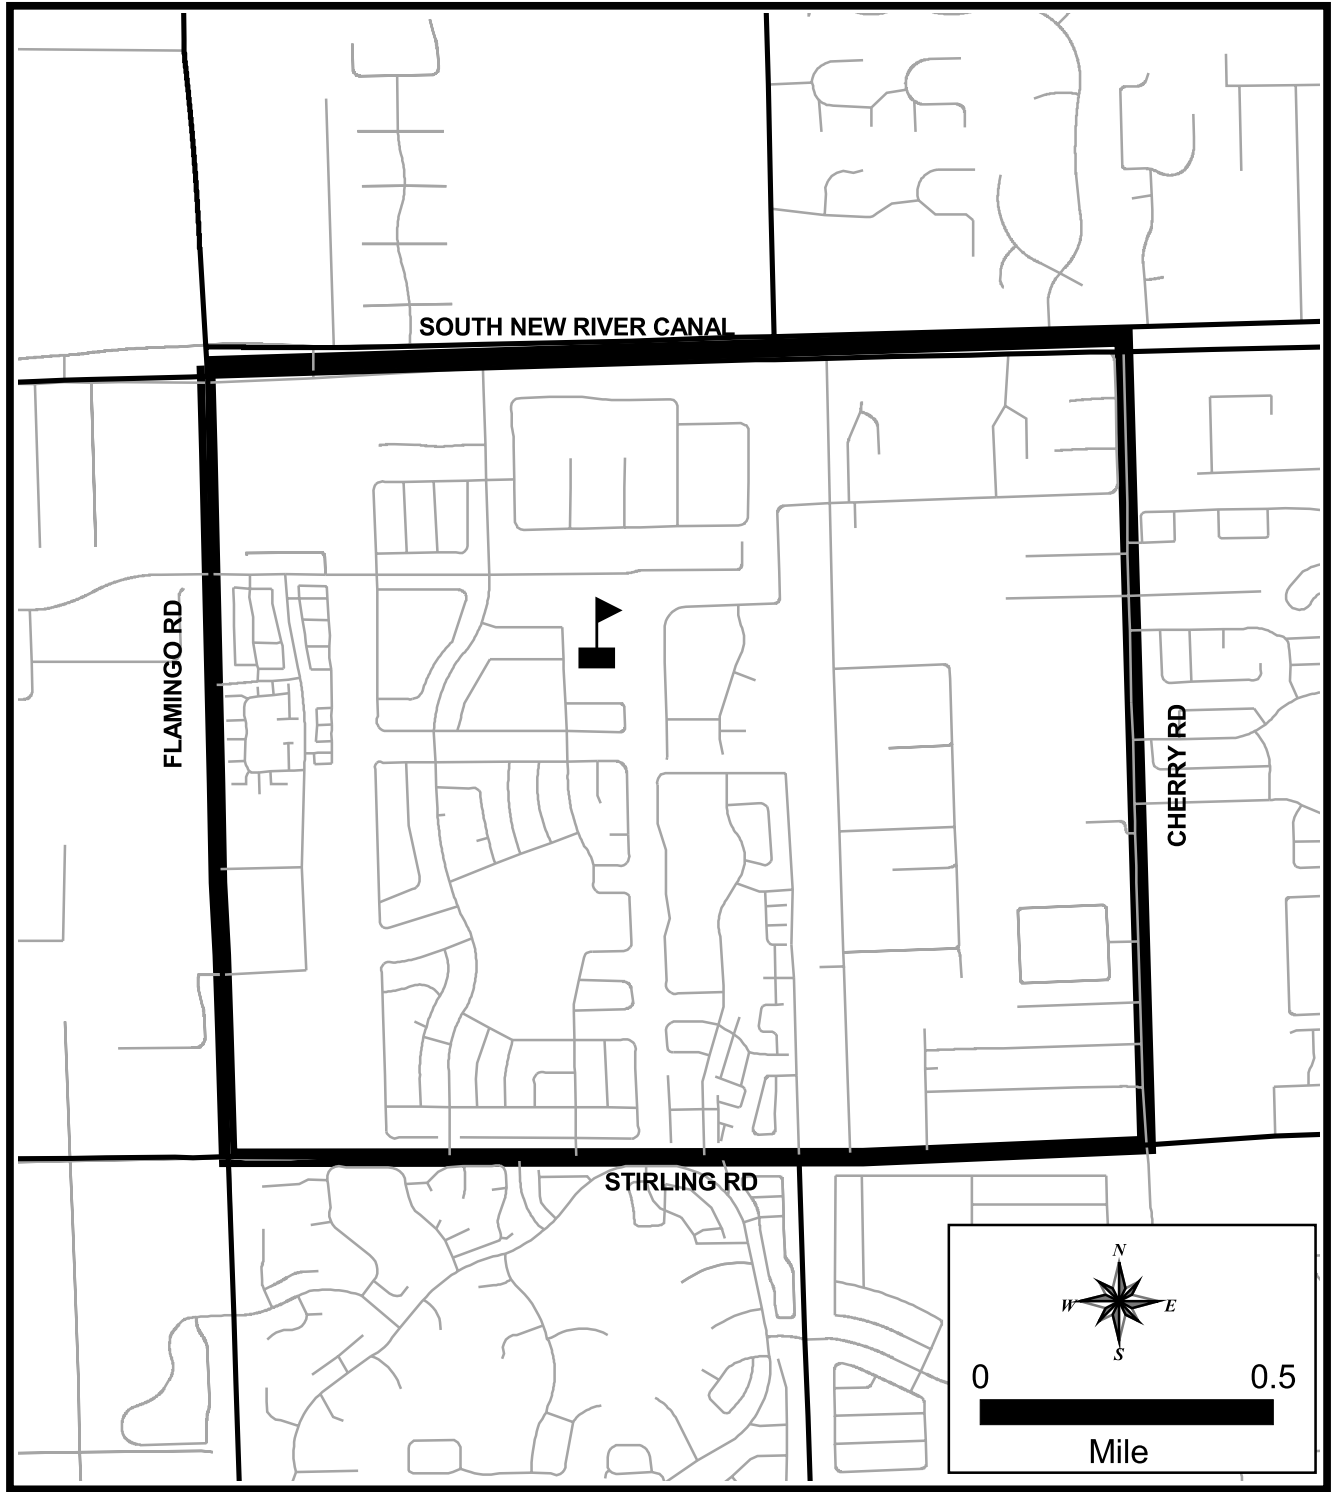 SOUTH NEW RIVER CANAL
FLAMINGO RD
CHERRY RD
STIRLING RD
N
W E
S
0 0.5
Mile